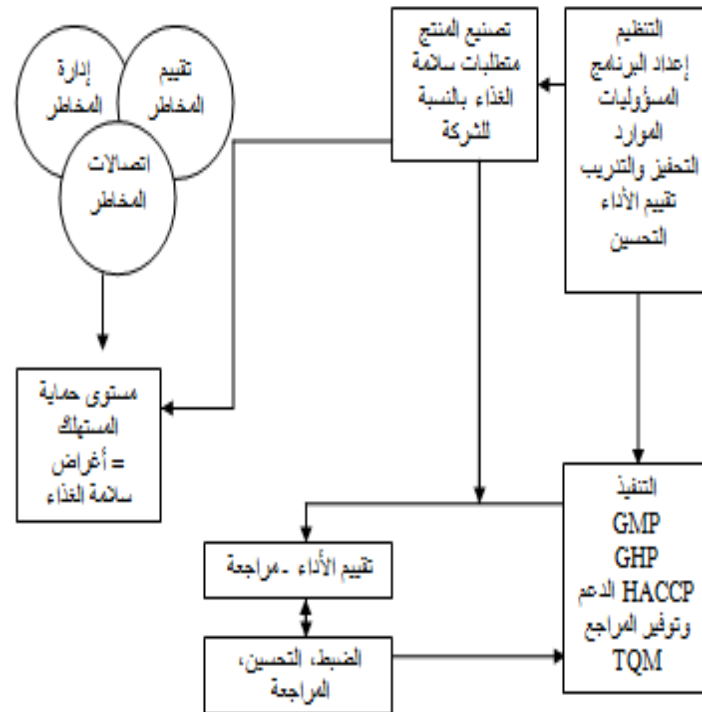 التنظيم
إعداد البرنامج
المسؤوليات
الموارد
التحفيز والتدريب
تقييم الأداء
التحسين
تصنيع المنتج
متطلبات سلامة
الغذاء بالنسبة
للشركة
تقييم
المخاطر
إدارة
المخاطر
اتصالات
المخاطر
مستوى حماية
المستهلك
= أغراض
سلامة الغذاء
التنفيذ
GMP
GHP
HACCP الدعم
وتوفير المراجع
TQM
تقييم الأداء - مراجعة
الضبط، التحسين،
المراجعة